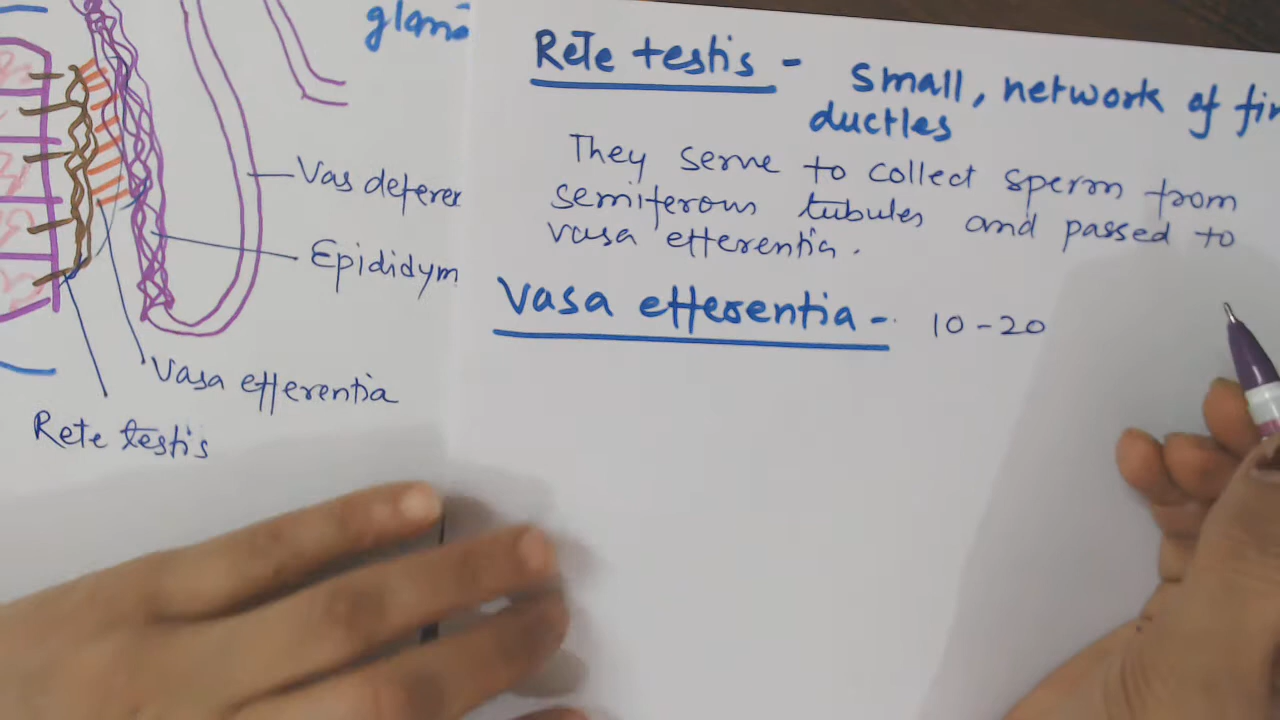 glan
Vas deferen
Epididym
Vasa efferentia
Rete testis
Rete testis - Small, network of fin
ductles
They serve to collect sperm from
semiferous tubules and passed to
vasa efferentia.
Vasa efferentia - 10-20